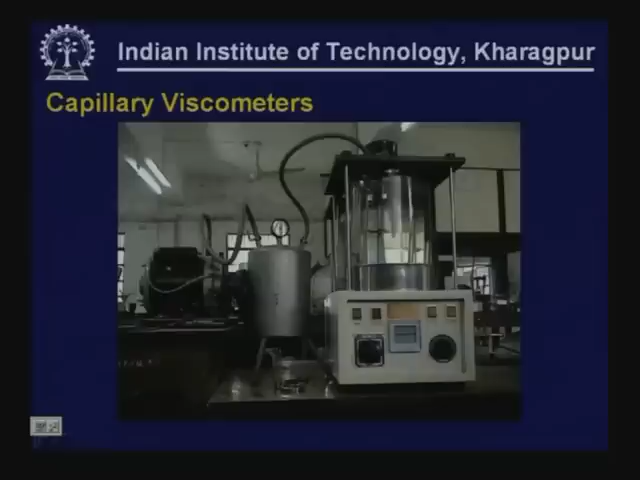 Indian Institute of Technology, Kharagpur
Capillary Viscometers